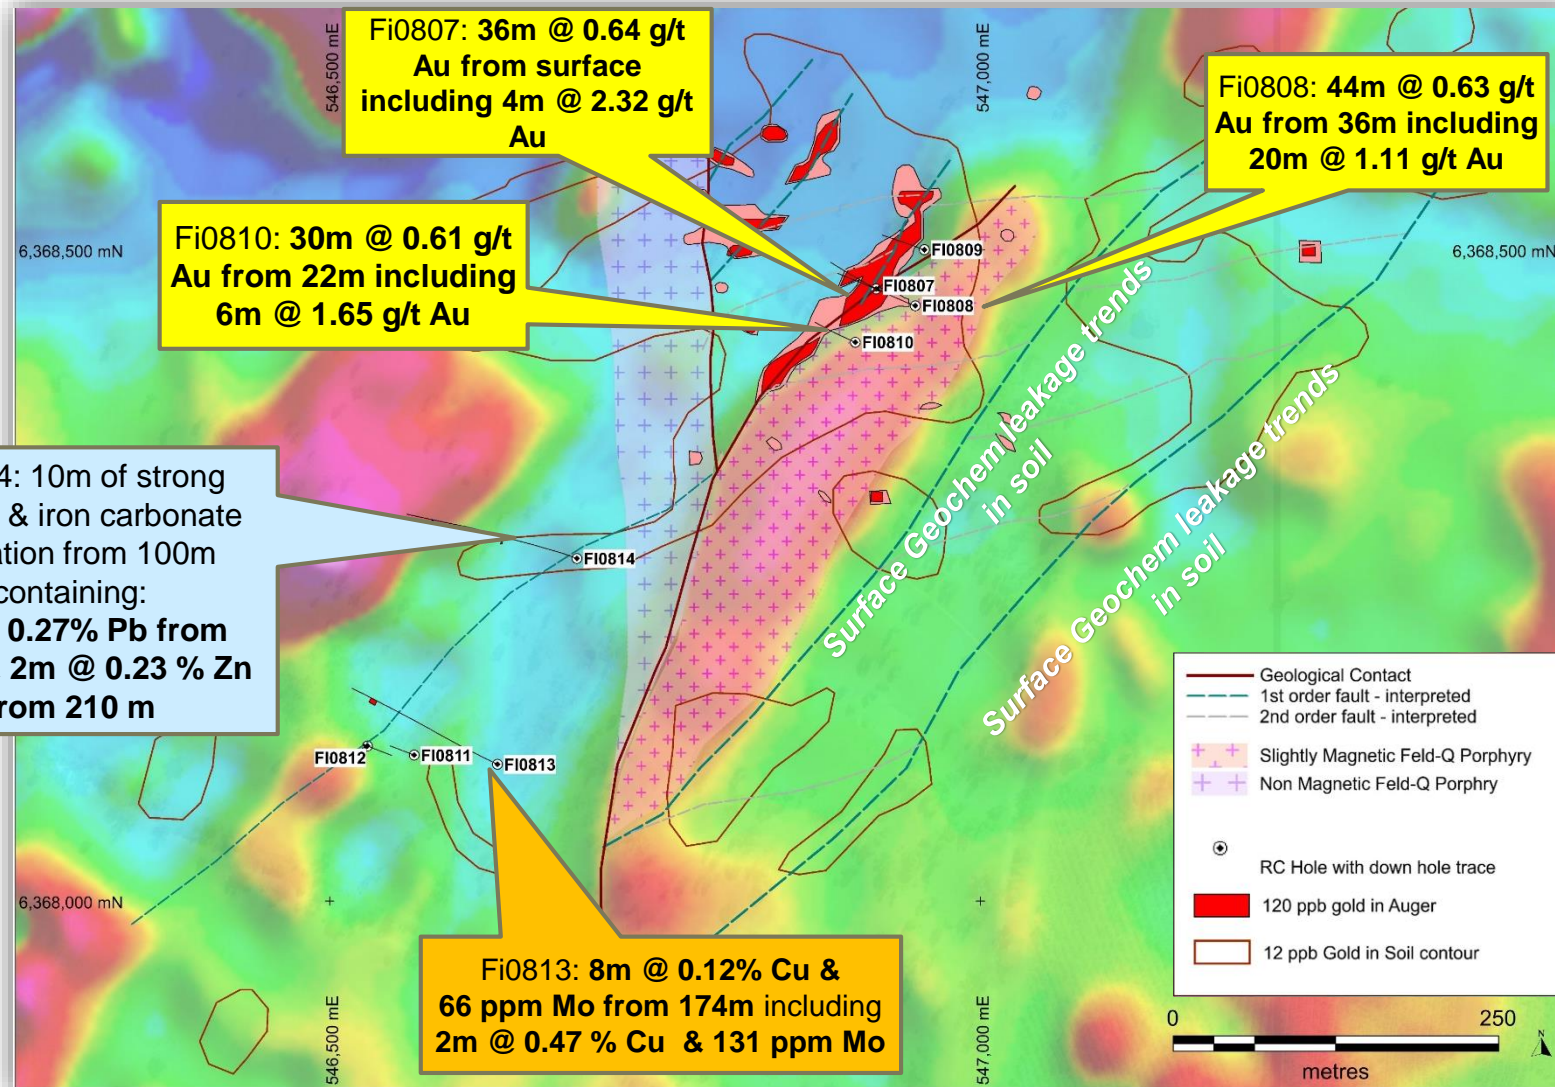 546,500 mE
Fi0807: 36m @ 0.64 g/t
Au from surface
including 4m @ 2.32 g/t
Au
547,000 mE
Fi0808: 44m @ 0.63 g/t
Au from 36m including
20m @ 1.11 g/t Au
6,368,500 mN
Fi0810: 30m @ 0.61 g/t
Au from 22m including
6m @ 1.65 g/t Au
6,368,500 mN
FI0809
FI0807
FI0808
FI0810
Surface Geochem leakage trends
in soil
Surface Geochem leakage trends
in soil
4: 10m of strong
& iron carbonate
ation from 100m
containing:
0.27% Pb from
2m @ 0.23 % Zn
rom 210 m
FI0814
FI0812
FI0811
FI0813
Geological Contact
1st order fault - interpreted
2nd order fault - interpreted
Slightly Magnetic Feld-Q Porphyry
Non Magnetic Feld-Q Porphry
RC Hole with down hole trace
120 ppb gold in Auger
12 ppb Gold in Soil contour
6,368,000 mN
Fi0813: 8m @ 0.12% Cu &
66 ppm Mo from 174m including
2m @ 0.47 % Cu & 131 ppm Mo
546,500 mE
547,000 mE
0 250
metres
N